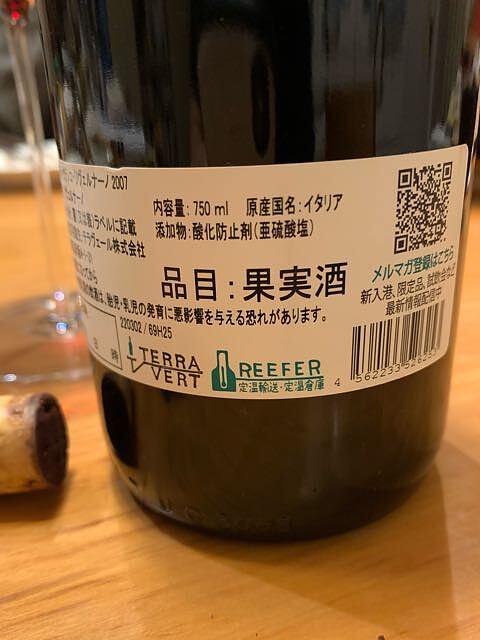 ヴェルナーノ 2007
ラベルに記載
テラヴェール株式会社
内容量：750 ml 原産国名：イタリア
添加物：酸化防止剤（亜硫酸塩）
品目：果実酒
は、胎児・乳児の発育に悪影響を与える恐れがあります。
220302 / 69H25
TERRA
VERT
REEFER
定温輸送・定温倉庫
4
メルマガ登録はこちら
新入港、限定品、試飲会など
最新情報配信中